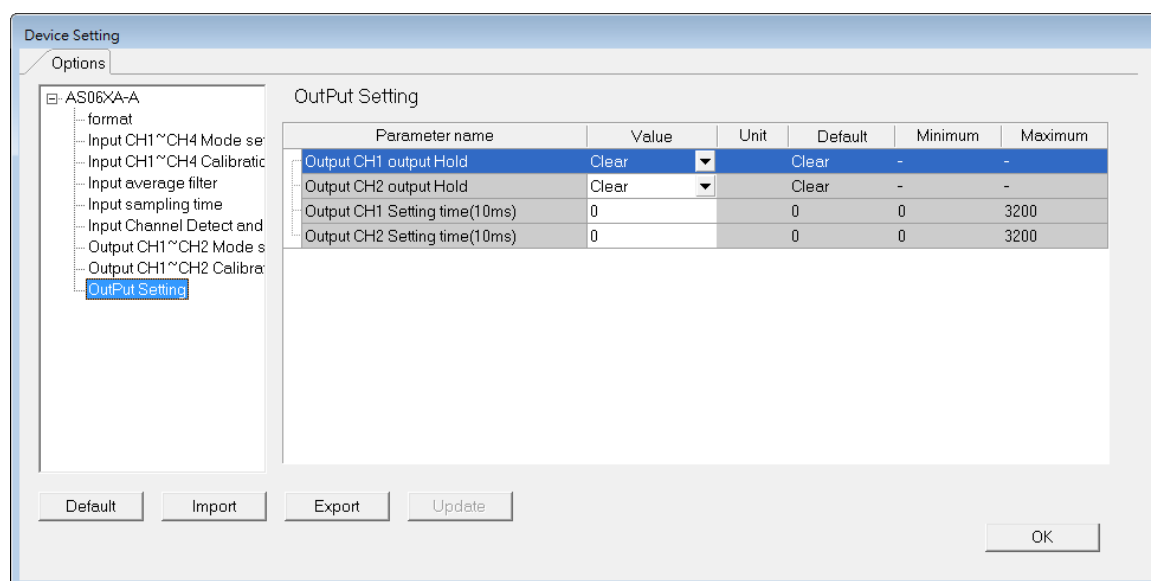 Device Setting
Options
AS06XA-A
format
Input CH1~CH4 Mode set
Input CH1~CH4 Calibratic
Input average filter
Input sampling time
Input Channel Detect and
Output CH1~CH2 Mode s
Output CH1~CH2 Calibra
OutPut Setting
OutPut Setting
Parameter name Value Unit Default Minimum Maximum
Output CH1 output Hold Clear Clear - -
Output CH2 output Hold Clear Clear - -
Output CH1 Setting time(10ms) 0 0 0 3200
Output CH2 Setting time(10ms) 0 0 0 3200
Default Import Export Update
OK